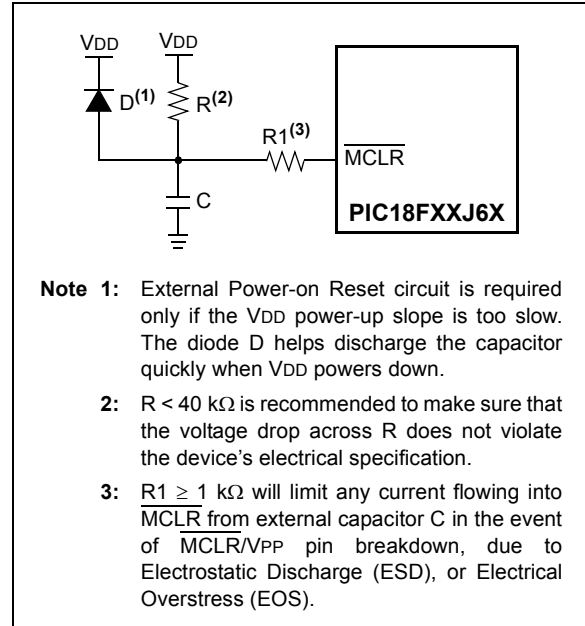 VDD VDD
D(1) R(2)
R1(3)
MCLR
C
PIC18FXXJ6X
Note 1: External Power-on Reset circuit is required
only if the VDD power-up slope is too slow.
The diode D helps discharge the capacitor
quickly when VDD powers down.
2: R < 40 kΩ is recommended to make sure that
the voltage drop across R does not violate
the device's electrical specification.
3: R1 ≥ 1 kΩ will limit any current flowing into
MCLR from external capacitor C in the event
of MCLR/VPP pin breakdown, due to
Electrostatic Discharge (ESD), or Electrical
Overstress (EOS).